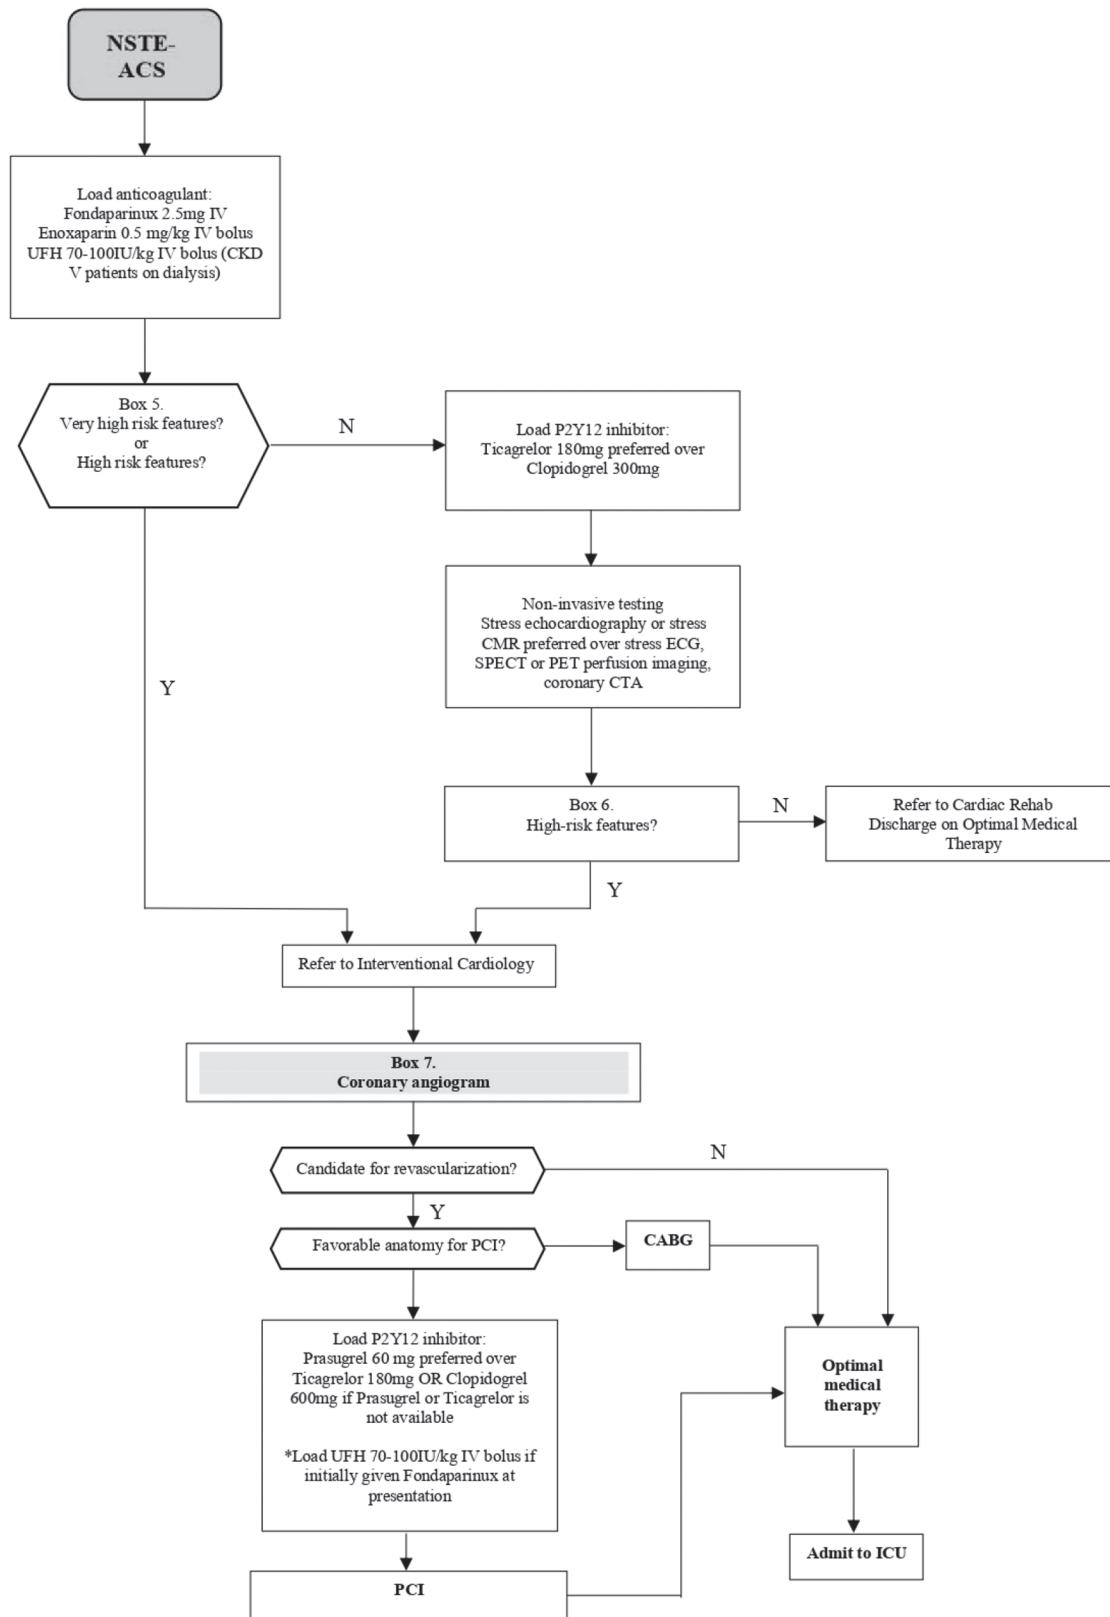 NSTE-
ACS
Load anticoagulant:
Fondaparinux 2.5mg IV
Enoxaparin 0.5 mg/kg IV bolus
UFH 70-100IU/kg IV bolus (CKD
V patients on dialysis)
Box 5.
Very high risk features?
or
High risk features?
N
Load P2Y12 inhibitor:
Ticagrelor 180mg preferred over
Clopidogrel 300mg
Non-invasive testing
Stress echocardiography or stress
CMR preferred over stress ECG,
SPECT or PET perfusion imaging,
coronary CTA
Y
Box 6.
High-risk features?
N
Refer to Cardiac Rehab
Discharge on Optimal Medical
Therapy
Y
Refer to Interventional Cardiology
Box 7.
Coronary angiogram
Candidate for revascularization?
N
Y
Favorable anatomy for PCI?
CABG
Load P2Y12 inhibitor:
Prasugrel 60 mg preferred over
Ticagrelor 180mg OR Clopidogrel
600mg if Prasugrel or Ticagrelor is
not available
*Load UFH 70-100IU/kg IV bolus if
initially given Fondaparinux at
presentation
Optimal
medical
therapy
Admit to ICU
PCI